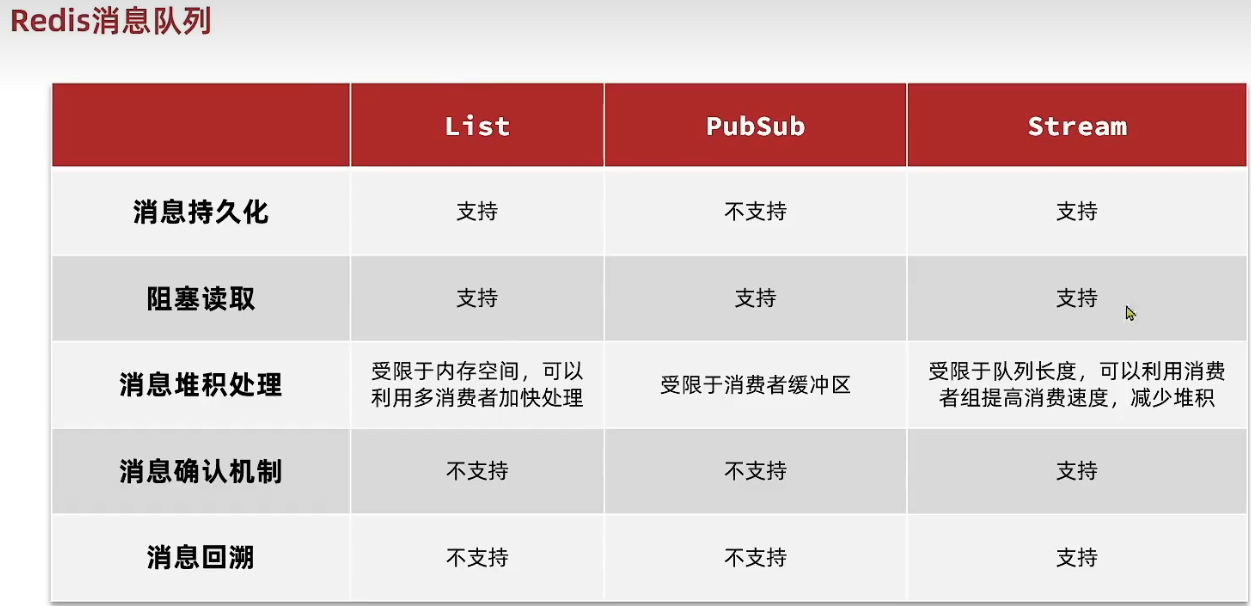 Redis消息队列
List PubSub Stream
消息持久化 支持 不支持 支持
阻塞读取 支持 支持 支持
消息堆积处理 受限于内存空间，可以 受限于消费者缓冲区 受限于队列长度，可以利用消费
利用多消费者加快处理 者组提高消费速度，减少堆积
消息确认机制 不支持 不支持 支持
消息回溯 不支持 不支持 支持